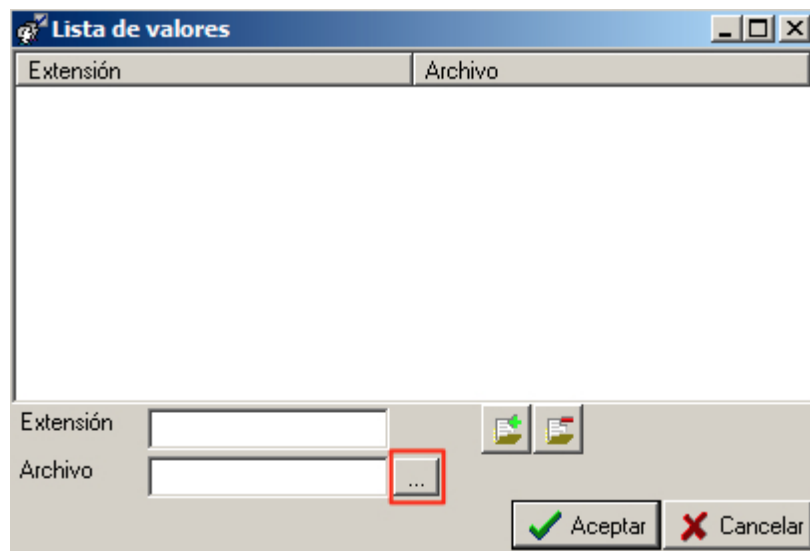 Lista de valores
Extensión Archivo
Extensión
Archivo ...
Aceptar Cancelar